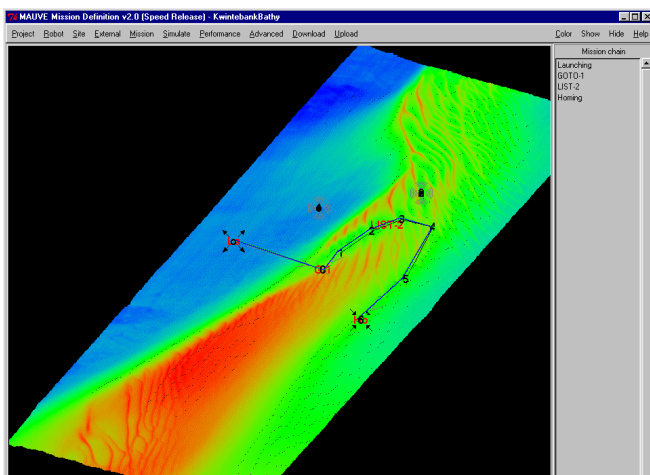 MAUVE Mission Definition v2.0 (Speed Release) - KwintebankBathy
Project Robot Site External Mission Simulate Performance Advanced Download Upload Color Show Hide Help
Mission chain
Launching
GOTO-1
LIST-2
Homing
3
2 LIST-2 4
1
5
6